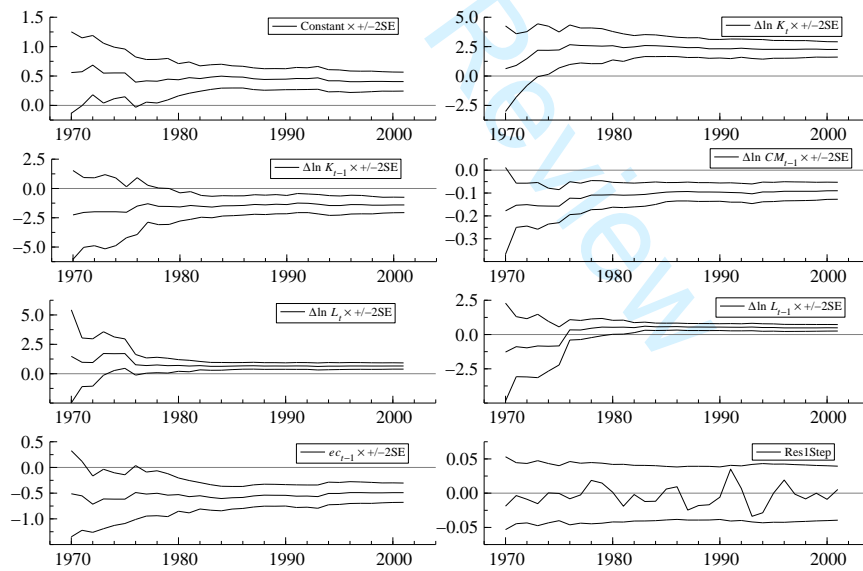 Constant × +/−2SE
1.5
1.0
0.5
0.0
1970 1980 1990 2000
Δln K_t × +/−2SE
5.0
2.5
0.0
−2.5
1970 1980 1990 2000
Δln K_{t−1} × +/−2SE
2.5
0.0
−2.5
−5.0
1970 1980 1990 2000
Δln CM_{t−1} × +/−2SE
0.0
−0.1
−0.2
−0.3
1970 1980 1990 2000
Δln L_t × +/−2SE
5.0
2.5
0.0
1970 1980 1990 2000
Δln L_{t−1} × +/−2SE
2.5
0.0
−2.5
1970 1980 1990 2000
ec_{t−1} × +/−2SE
0.5
0.0
−0.5
−1.0
1970 1980 1990 2000
Res1Step
0.05
0.00
−0.05
1970 1980 1990 2000
Review